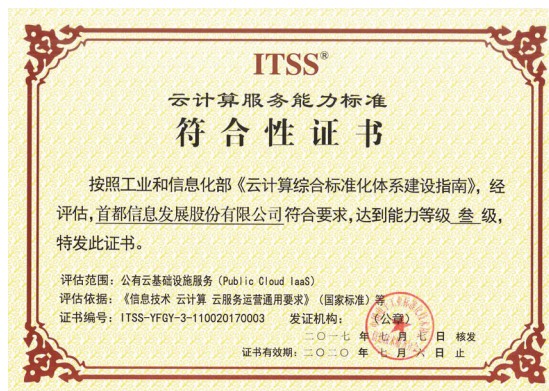 ITSS®
云计算服务能力标准
符合性证书
按照工业和信息化部《云计算综合标准化体系建设指南》，经
评估，首都信息发展股份有限公司符合要求，达到能力等级 叁 级，
特发此证书。
评估范围：公有云基础设施服务（Public Cloud IaaS）
评估依据：《信息技术 云计算 云服务运营通用要求》（国家标准）等
证书编号：ITSS-YFGY-3-110020170003 发证机构：（公章）
二〇一七年 七月 七日 核发
证书有效期：二〇二〇年 七月 六日 止